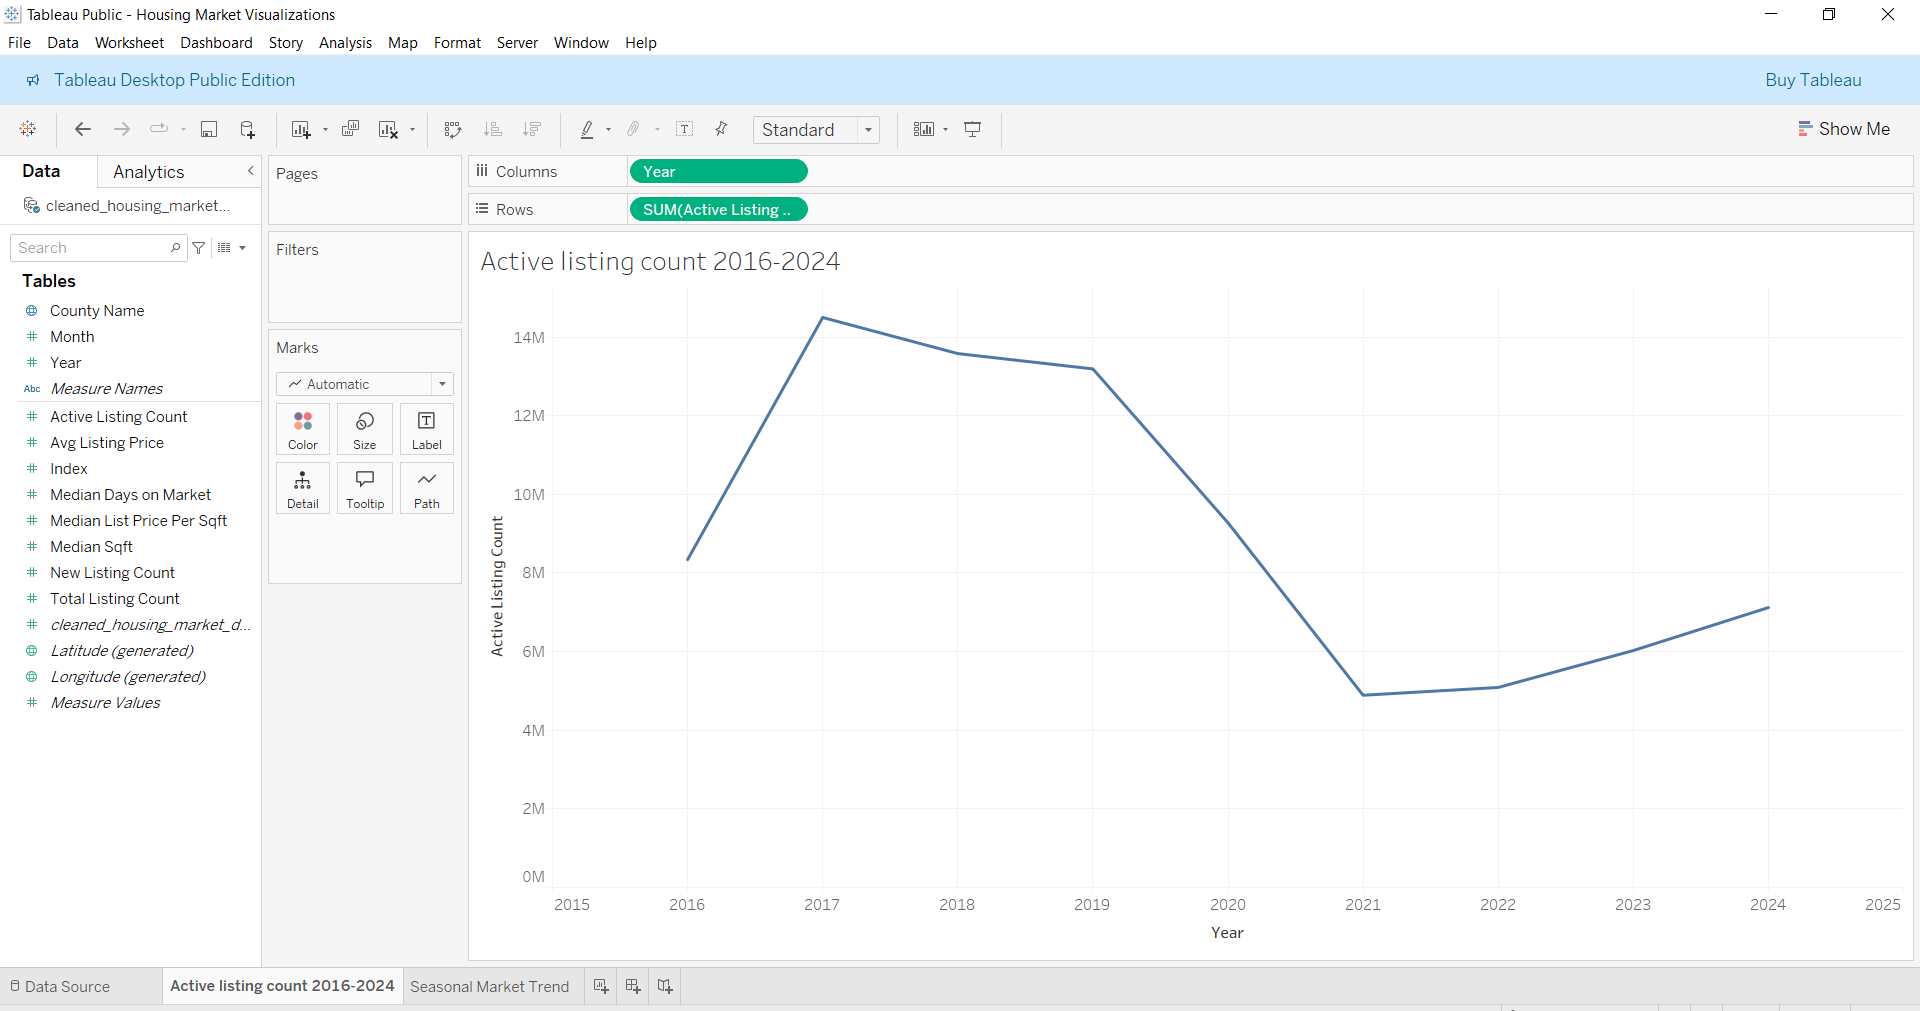 Tableau Public - Housing Market Visualizations
File Data Worksheet Dashboard Story Analysis Map Format Server Window Help
Tableau Desktop Public Edition
Buy Tableau
Standard
Show Me
Data
Analytics
cleaned_housing_market...
Search
Tables
County Name
Month
Year
Abc Measure Names
Active Listing Count
Avg Listing Price
Index
Median Days on Market
Median List Price Per Sqft
Median Sqft
New Listing Count
Total Listing Count
cleaned_housing_market_d...
Latitude (generated)
Longitude (generated)
Measure Values
Pages
Filters
Marks
Automatic
Color
Size
T
Label
Detail
Tooltip
Path
Columns
Year
Rows
SUM(Active Listing ..
Active listing count 2016-2024
Active Listing Count
14M
12M
10M
8M
6M
4M
2M
0M
2015 2016 2017 2018 2019 2020 2021 2022 2023 2024 2025
Year
Data Source
Active listing count 2016-2024
Seasonal Market Trend